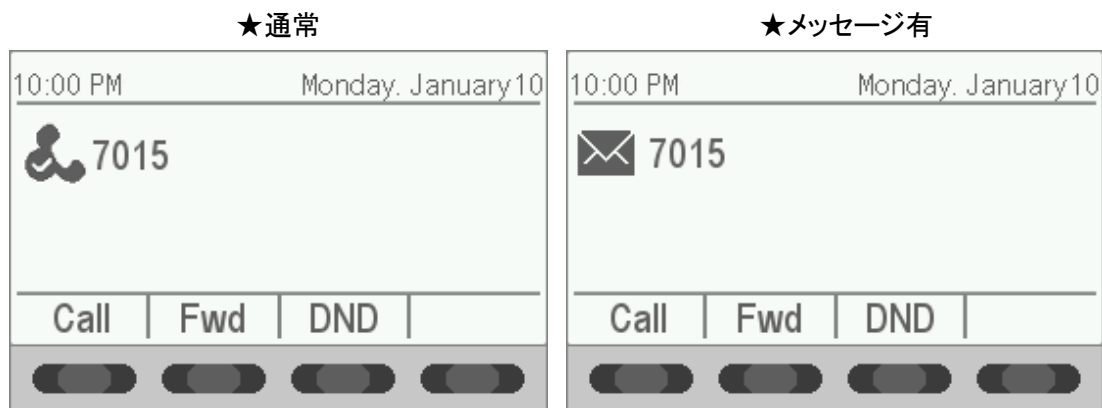 ★通常
★メッセージ有
10:00 PM Monday. January10
7015
Call Fwd DND
10:00 PM Monday. January10
7015
Call Fwd DND